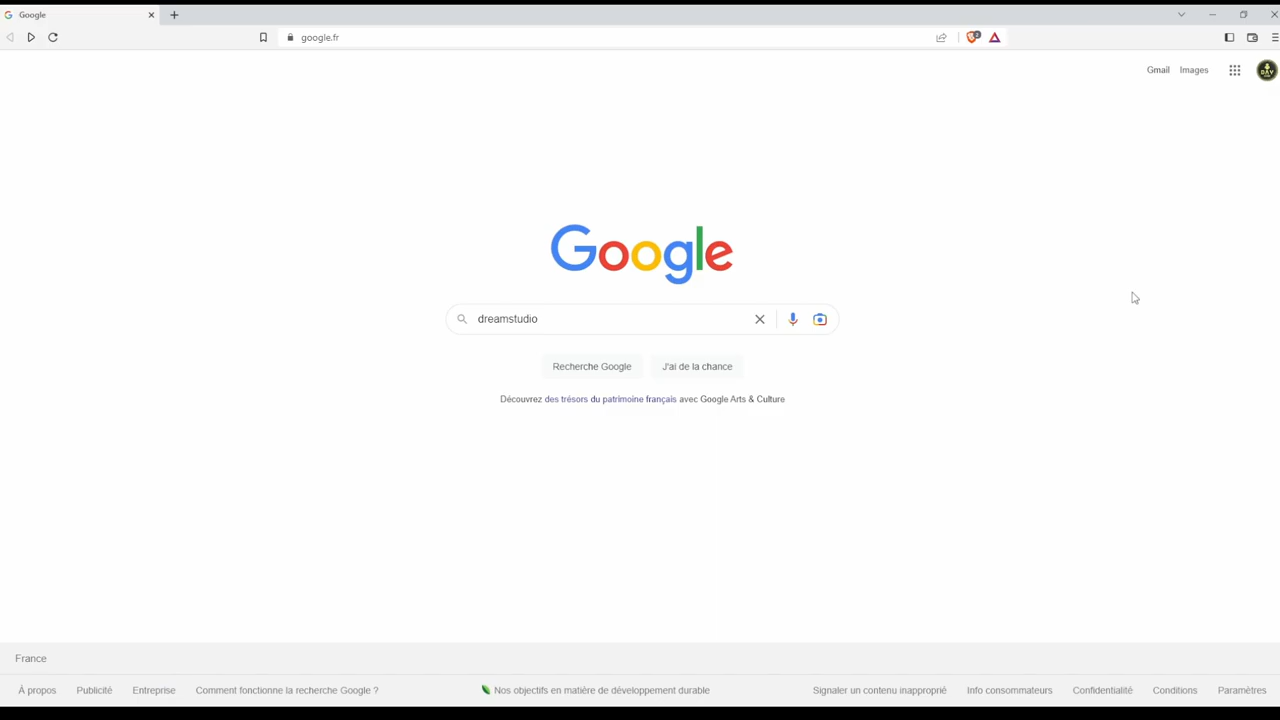 Google
google.fr
2
Gmail Images
DAV
Google
dreamstudio
Recherche Google J'ai de la chance
Découvrez des trésors du patrimoine français avec Google Arts & Culture
France
À propos Publicité Entreprise Comment fonctionne la recherche Google ? Nos objectifs en matière de développement durable Signaler un contenu inapproprié Info consommateurs Confidentialité Conditions Paramètres